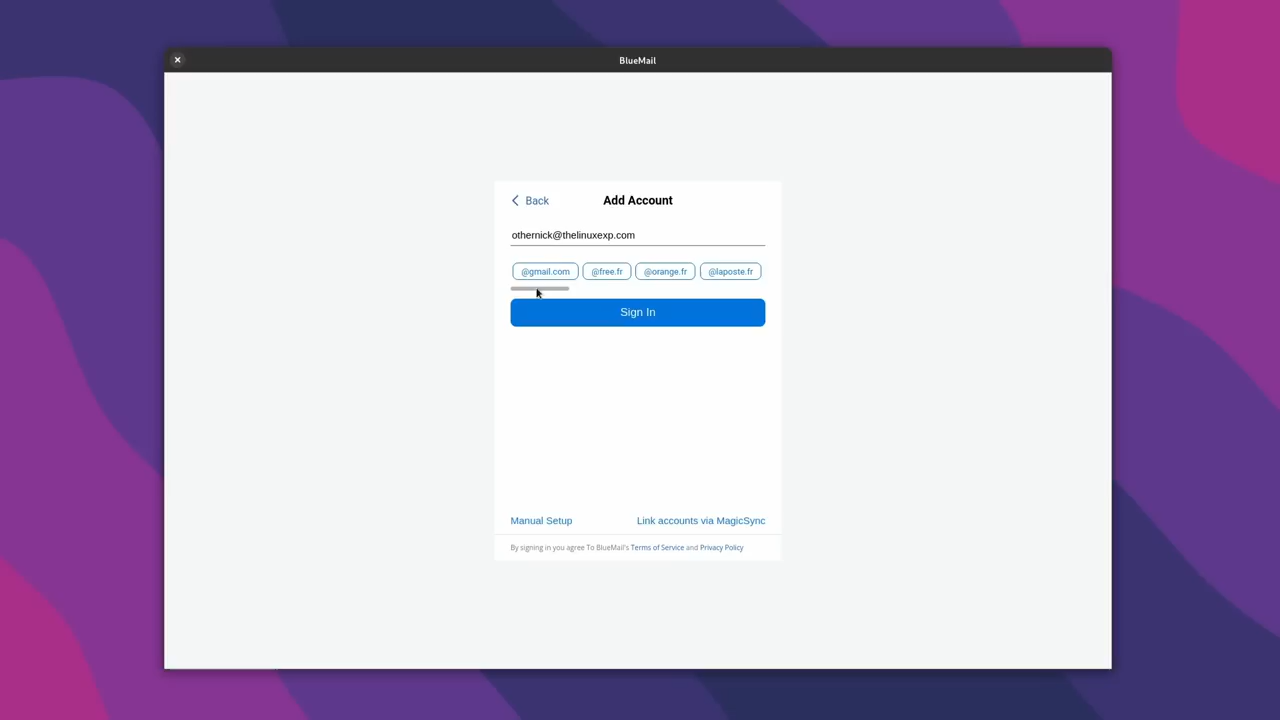 BlueMail
Back Add Account
othernick@thelinuxexp.com
@gmail.com @free.fr @orange.fr @laposte.fr
Sign In
Manual Setup Link accounts via MagicSync
By signing in you agree To BlueMail's Terms of Service and Privacy Policy